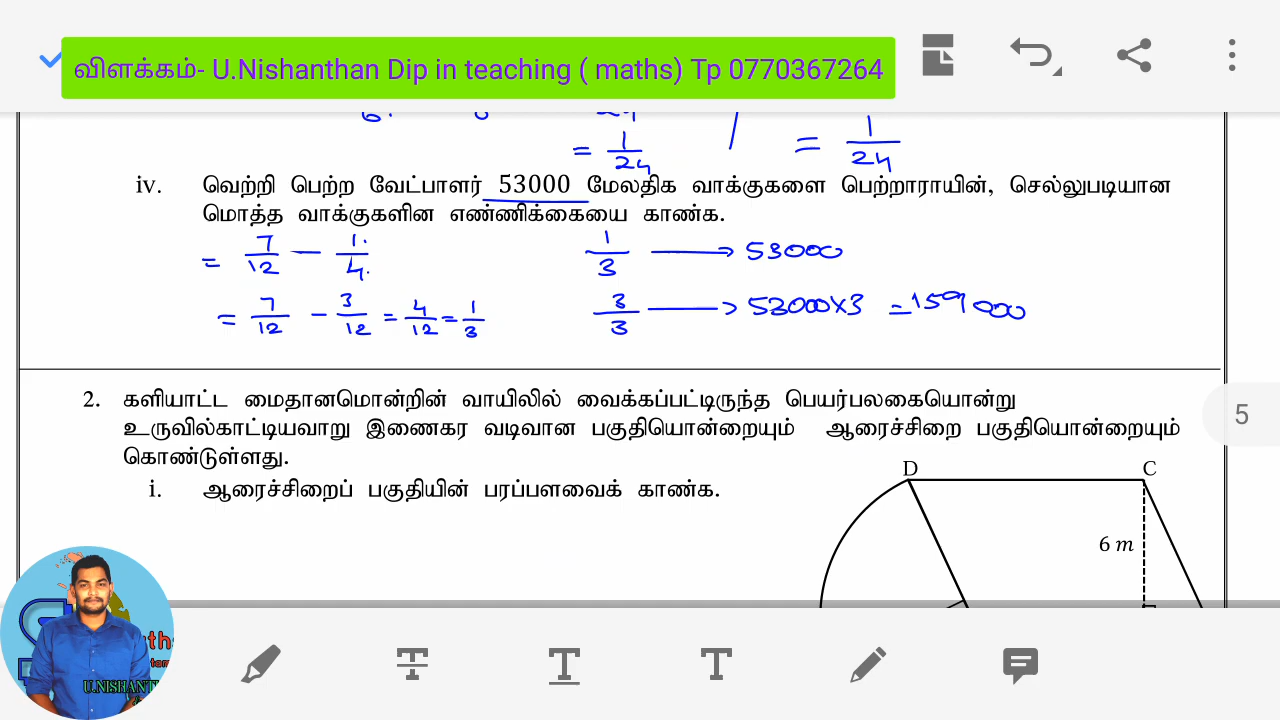 விளக்கம்- U.Nishanthan Dip in teaching ( maths) Tp 0770367264
= 1/24 = 1/24
iv. வெற்றி பெற்ற வேட்பாளர் 53000 மேலதிக வாக்குகளை பெற்றாராயின், செல்லுபடியான
மொத்த வாக்குகளின எண்ணிக்கையை காண்க.
= 7/12 - 1/4 1/3 → 53000
= 7/12 - 3/12 = 4/12 = 1/3 3/3 → 53000×3 = 159000
5
2. களியாட்ட மைதானமொன்றின் வாயிலில் வைக்கப்பட்டிருந்த பெயர்பலகையொன்று
உருவில்காட்டியவாறு இணைகர வடிவான பகுதியொன்றையும் ஆரைச்சிறை பகுதியொன்றையும்
கொண்டுள்ளது.
D C
i. ஆரைச்சிறைப் பகுதியின் பரப்பளவைக் காண்க.
6 m
T T T
U.NISHANT